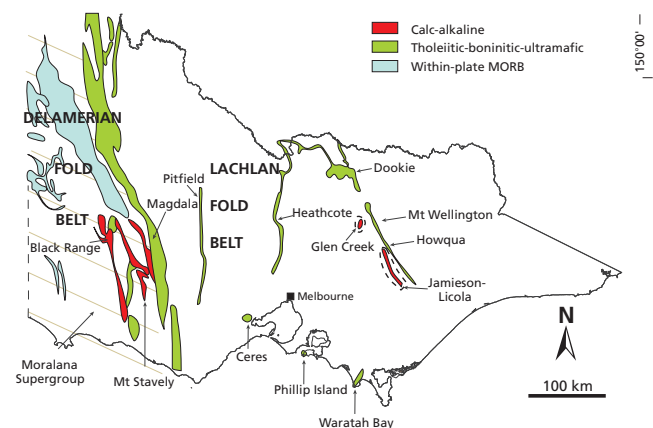 Calc-alkaline
Tholeiitic-boninitic-ultramafic
Within-plate MORB
150°00'
DELAMERIAN
FOLD
BELT
LACHLAN
FOLD
BELT
Pitfield
Magdala
Black Range
Dookie
Heathcote
Mt Wellington
Glen Creek
Howqua
Jamieson-
Licola
Melbourne
Moralana
Supergroup
Mt Stavely
Ceres
Phillip Island
Waratah Bay
N
100 km